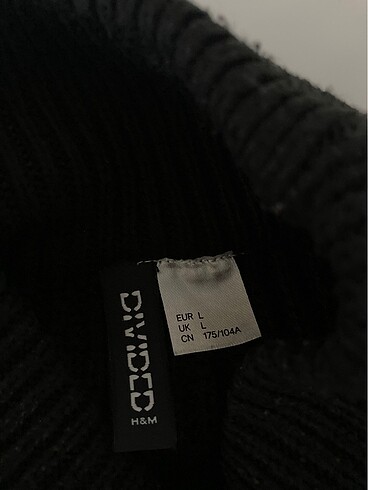 DIVIDED
H&M
EUR L
UK L
CN 175/104A